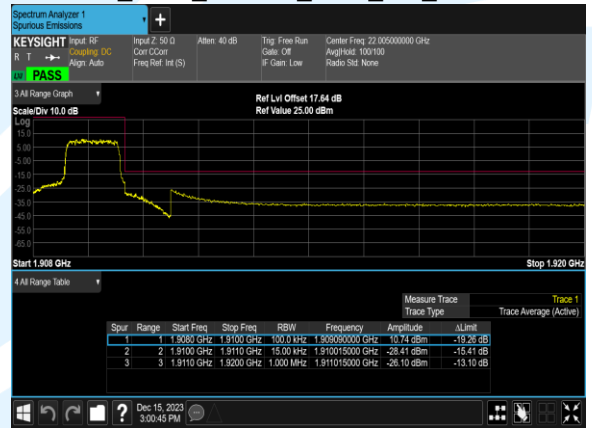 Spectrum Analyzer 1
Spurious Emissions
+
KEYSIGHT Input: RF Input Z: 50 Ω Atten: 40 dB Trig: Free Run Center Freq: 22.005000000 GHz
R T Coupling: DC Corr CCorr Gate: Off Avg|Hold: 100/100
Align: Auto Freq Ref: Int (S) IF Gain: Low Radio Std: None
PASS
3 All Range Graph
Ref Lvl Offset 17.64 dB
Scale/Div 10.0 dB Ref Value 25.00 dBm
Log
15.0
5.00
-5.00
-15.0
-25.0
-35.0
-45.0
-55.0
-65.0
Start 1.908 GHz Stop 1.920 GHz
4 All Range Table
Measure Trace Trace 1
Trace Type Trace Average (Active)
Spur Range Start Freq Stop Freq RBW Frequency Amplitude ΔLimit
1 1 1.9080 GHz 1.9100 GHz 100.0 kHz 1.909090000 GHz 10.74 dBm -19.26 dB
2 2 1.9100 GHz 1.9110 GHz 15.00 kHz 1.910015000 GHz -28.41 dBm -15.41 dB
3 3 1.9110 GHz 1.9200 GHz 1.000 MHz 1.911015000 GHz -26.10 dBm -13.10 dB
? Dec 15, 2023
3:00:45 PM